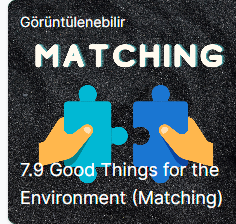 Görüntülenebilir
MATCHING
7.9 Good Things for the
Environment (Matching)